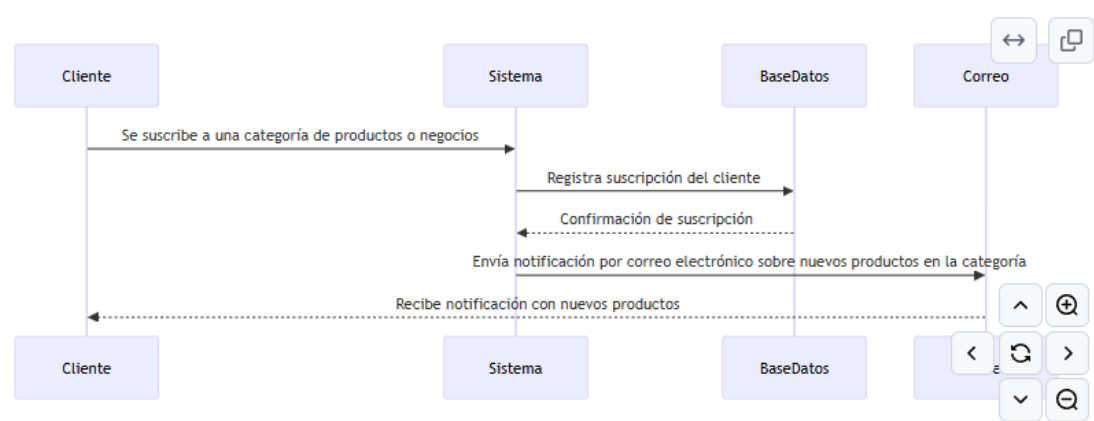 Cliente
Sistema
BaseDatos
Correo
Se suscribe a una categoría de productos o negocios
Registra suscripción del cliente
Confirmación de suscripción
Envía notificación por correo electrónico sobre nuevos productos en la categoría
Recibe notificación con nuevos productos
Cliente
Sistema
BaseDatos